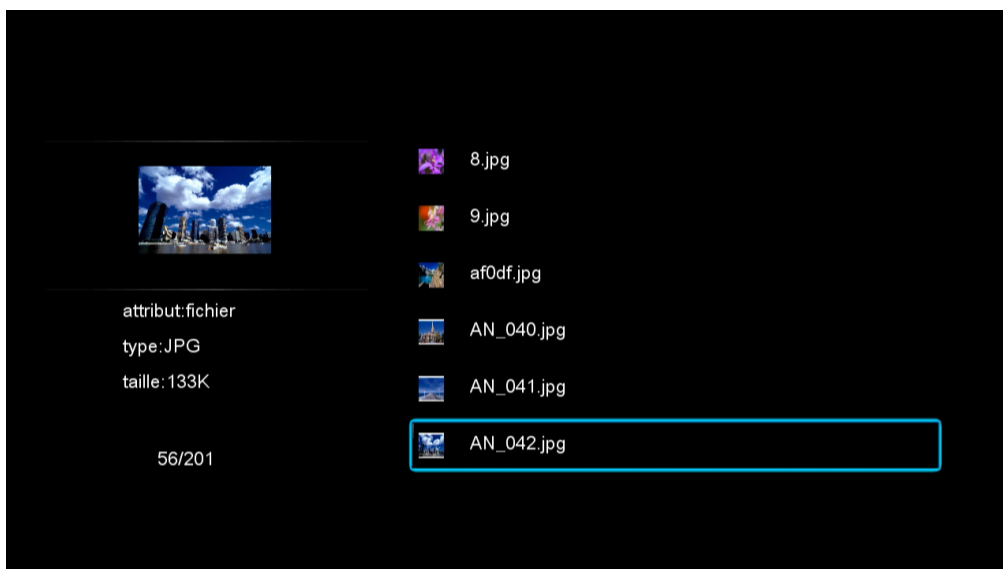 attribut:fichier
type:JPG
taille:133K
56/201
8.jpg
9.jpg
af0df.jpg
AN_040.jpg
AN_041.jpg
AN_042.jpg